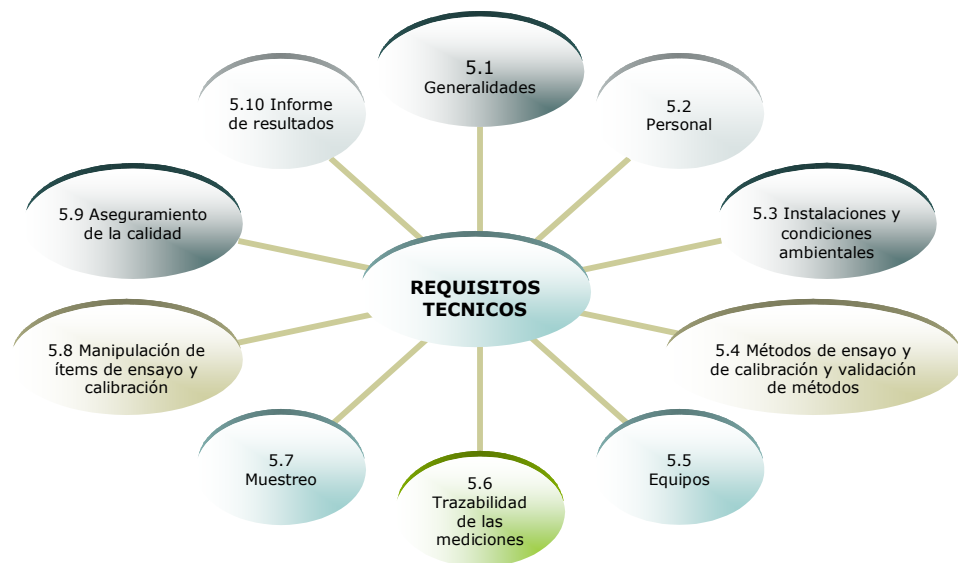 5.1
Generalidades
5.2
Personal
5.3 Instalaciones y
condiciones
ambientales
5.4 Métodos de ensayo y
de calibración y validación
de métodos
5.5
Equipos
5.6
Trazabilidad
de las
mediciones
5.7
Muestreo
5.8 Manipulación de
ítems de ensayo y
calibración
5.9 Aseguramiento
de la calidad
5.10 Informe
de resultados
REQUISITOS
TECNICOS